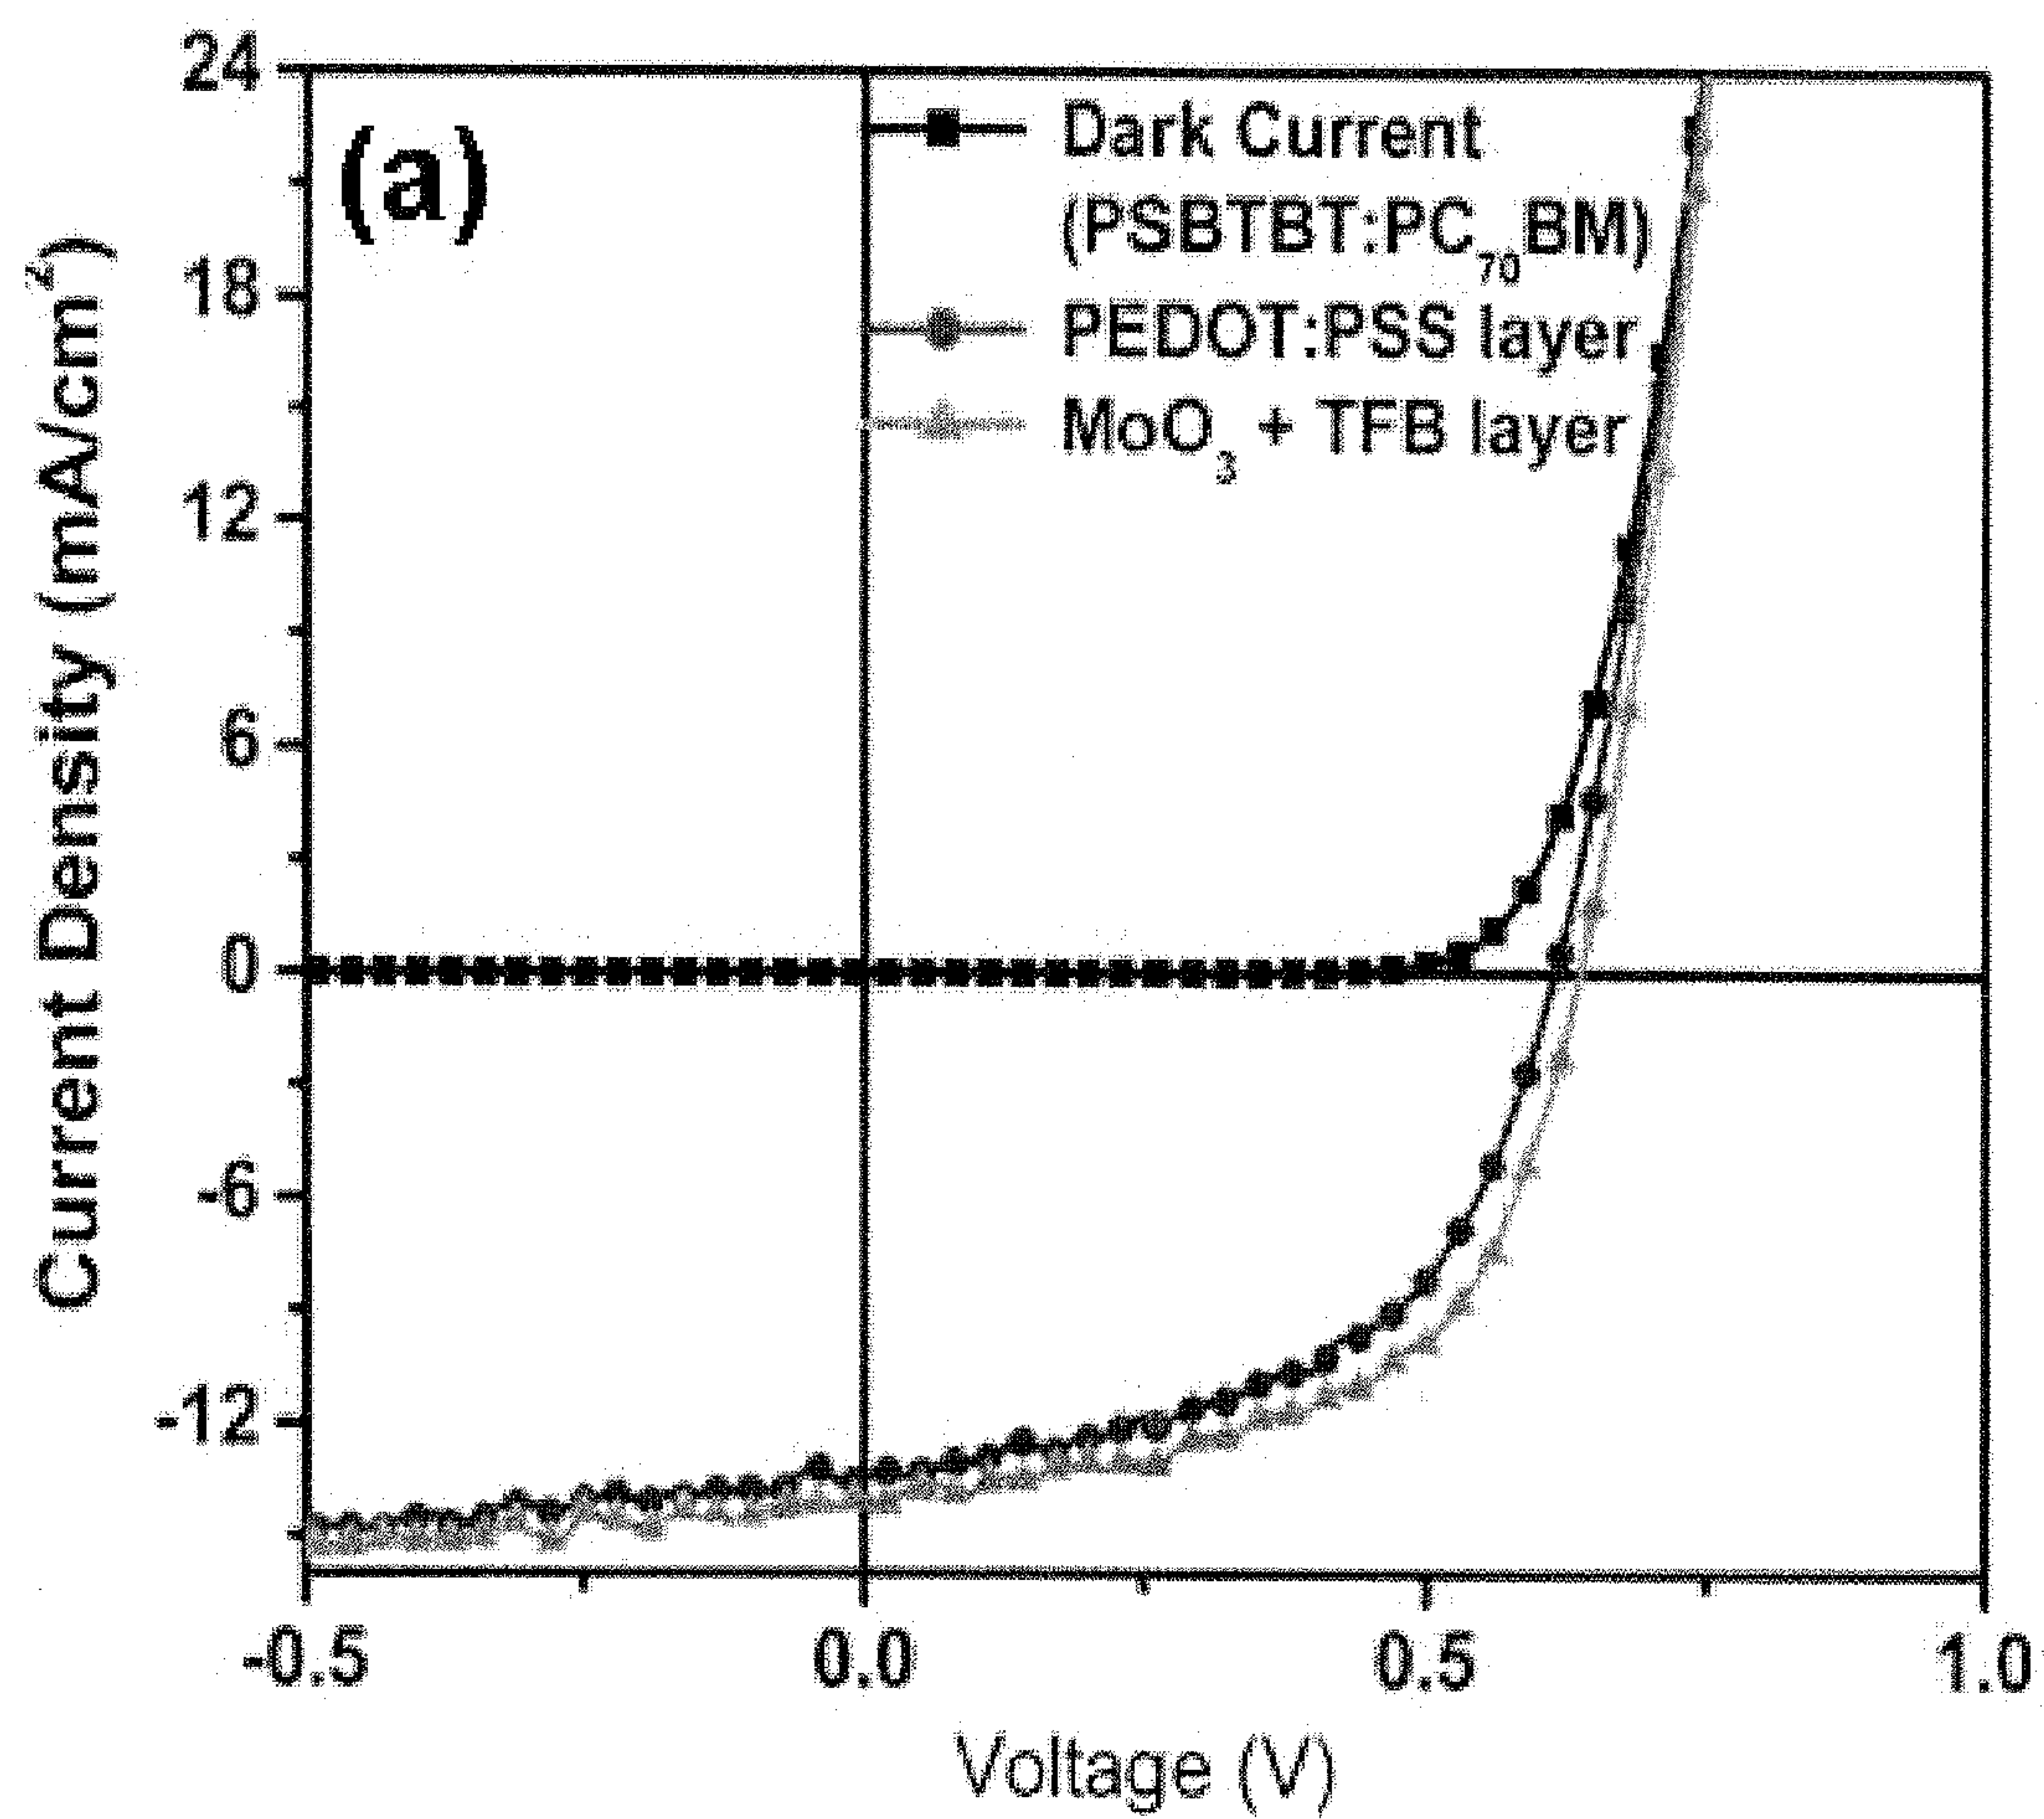 24
(a)
Dark Current
(PSBTBT:PC70BM)
PEDOT:PSS layer
MoO3 + TFB layer
18
12
6
0
-6
-12
Current Density (mA/cm²)
-0.5
0.0
0.5
1.0
Voltage (V)